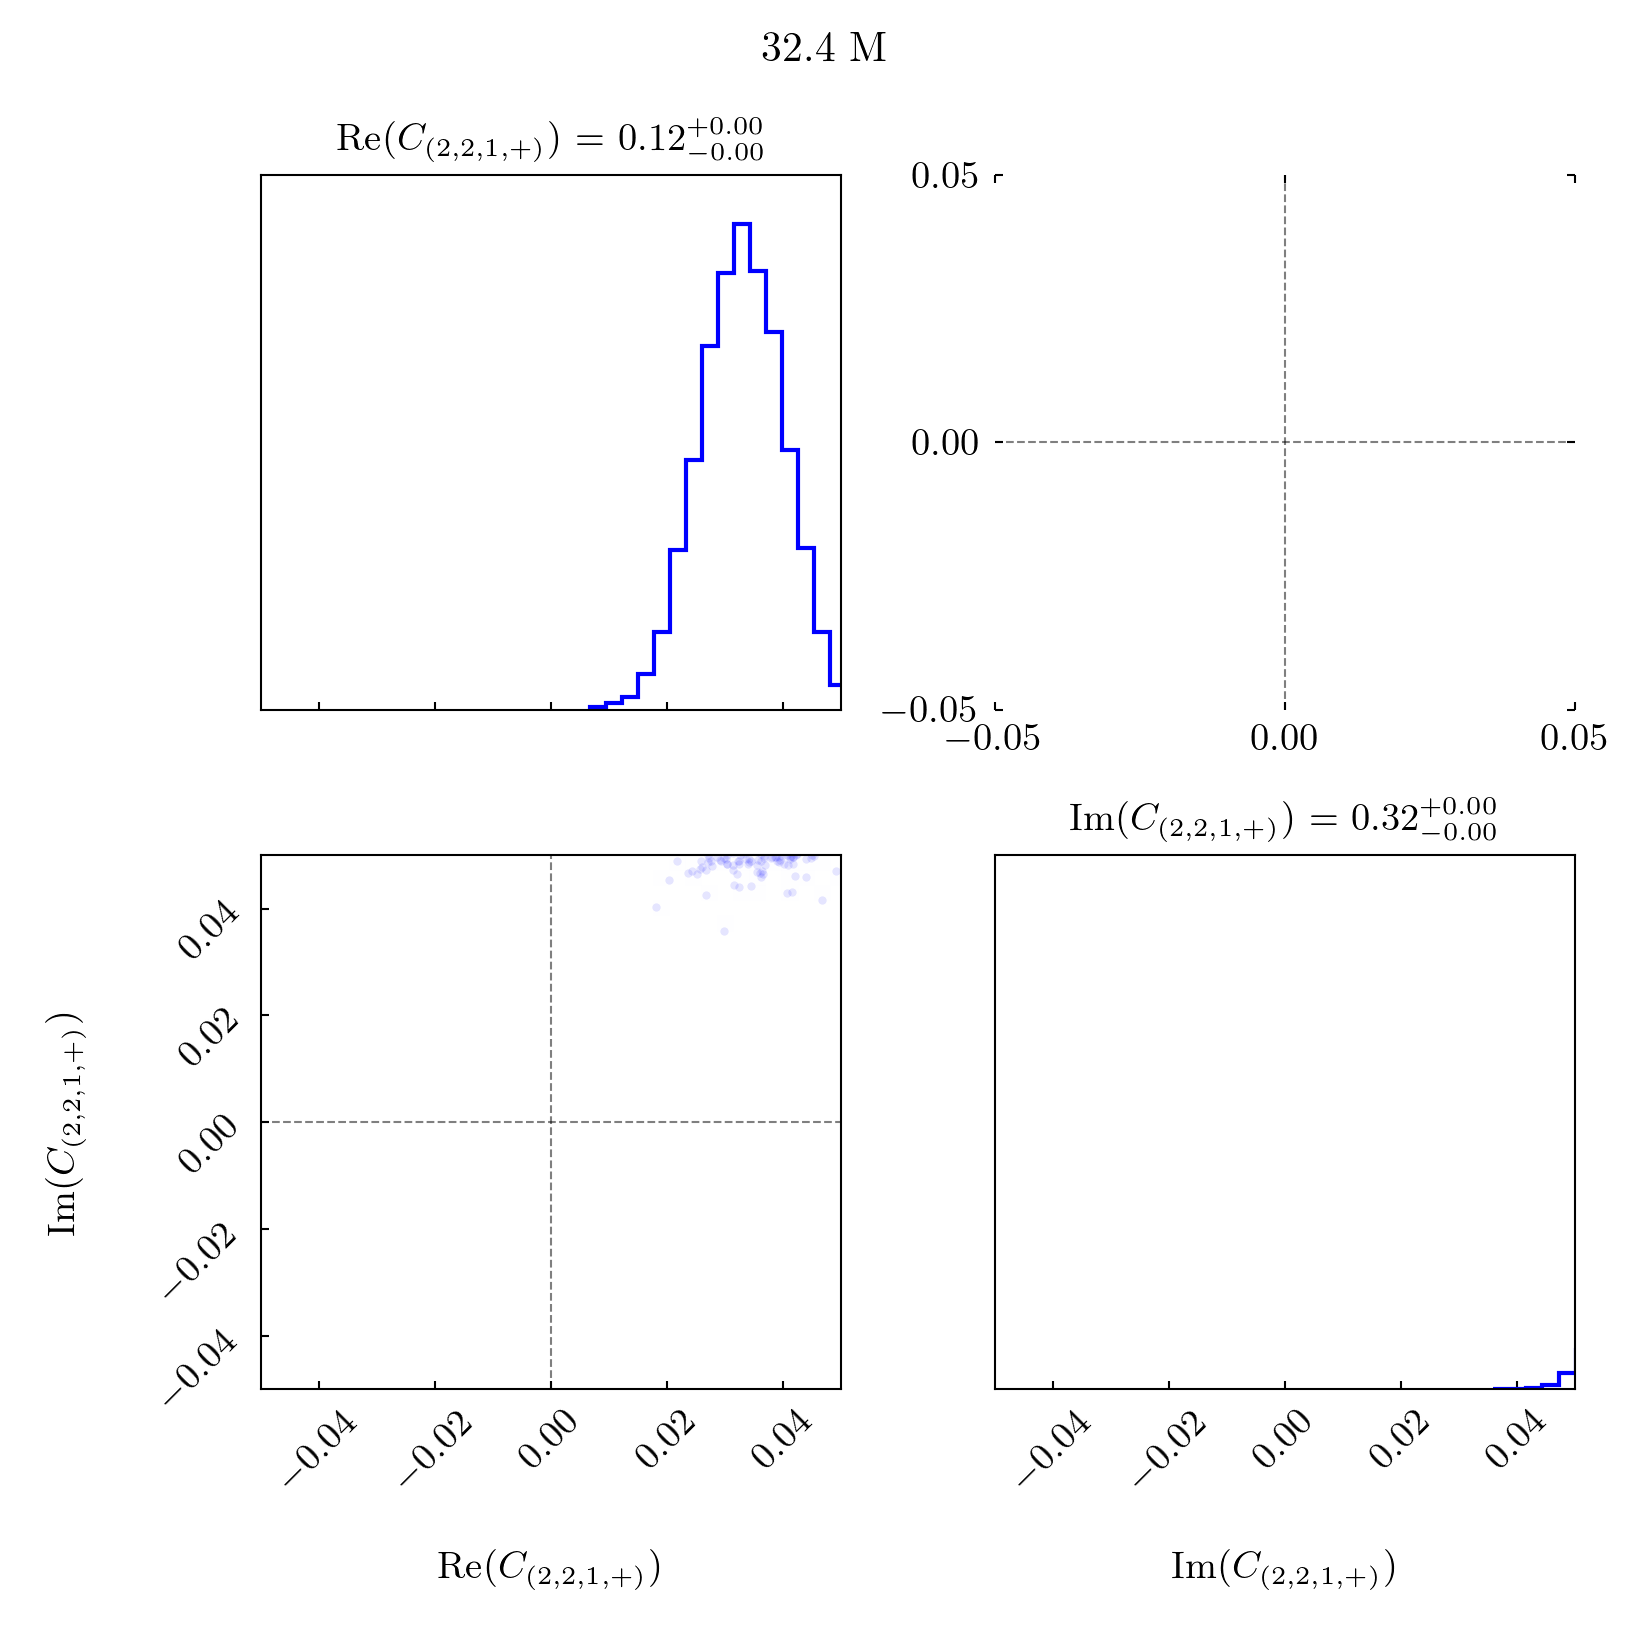 32.4 M
Re(C_{(2,2,1,+)}) = 0.12^{+0.00}_{-0.00}
0.05
0.00
−0.05
−0.05 0.00 0.05
Im(C_{(2,2,1,+)}) = 0.32^{+0.00}_{-0.00}
Im(C_{(2,2,1,+)})
0.04
0.02
0.00
−0.02
−0.04
−0.04 −0.02 0.00 0.02 0.04
−0.04 −0.02 0.00 0.02 0.04
Re(C_{(2,2,1,+)})
Im(C_{(2,2,1,+)})